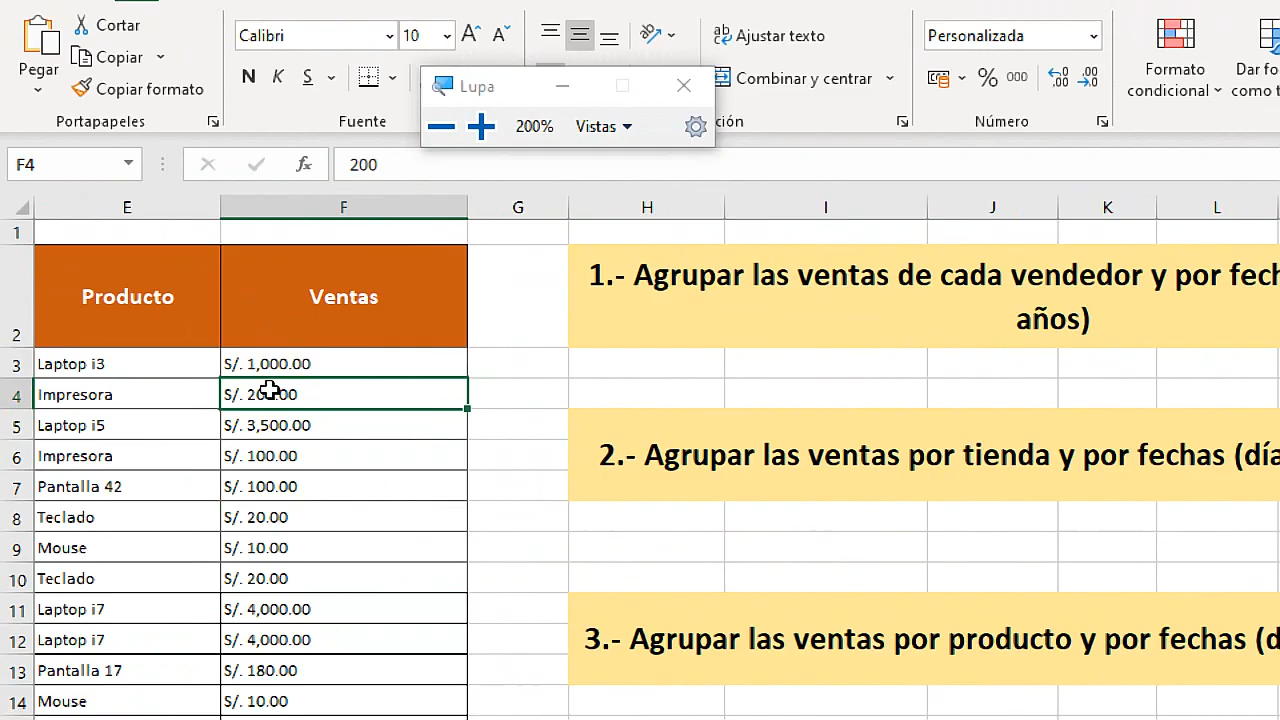 Cortar
Calibri
10
Ajustar texto
Personalizada
Pegar
Copiar
N K S
Lupa
Combinar y centrar
% 000
Formato
condicional
Dar
como
Copiar formato
Portapapeles
Fuente
200%
Vistas
Número
F4
fx
200
E F G H I J K L
1
Producto Ventas
2
1.- Agrupar las ventas de cada vendedor y por
años)
3 Laptop i3 S/. 1,000.00
4 Impresora S/. 200.00
5 Laptop i5 S/. 3,500.00
6 Impresora S/. 100.00
2.- Agrupar las ventas por tienda y por fechas
7 Pantalla 42 S/. 100.00
8 Teclado S/. 20.00
9 Mouse S/. 10.00
10 Teclado S/. 20.00
11 Laptop i7 S/. 4,000.00
12 Laptop i7 S/. 4,000.00
3.- Agrupar las ventas por producto y por fechas
13 Pantalla 17 S/. 180.00
14 Mouse S/. 10.00